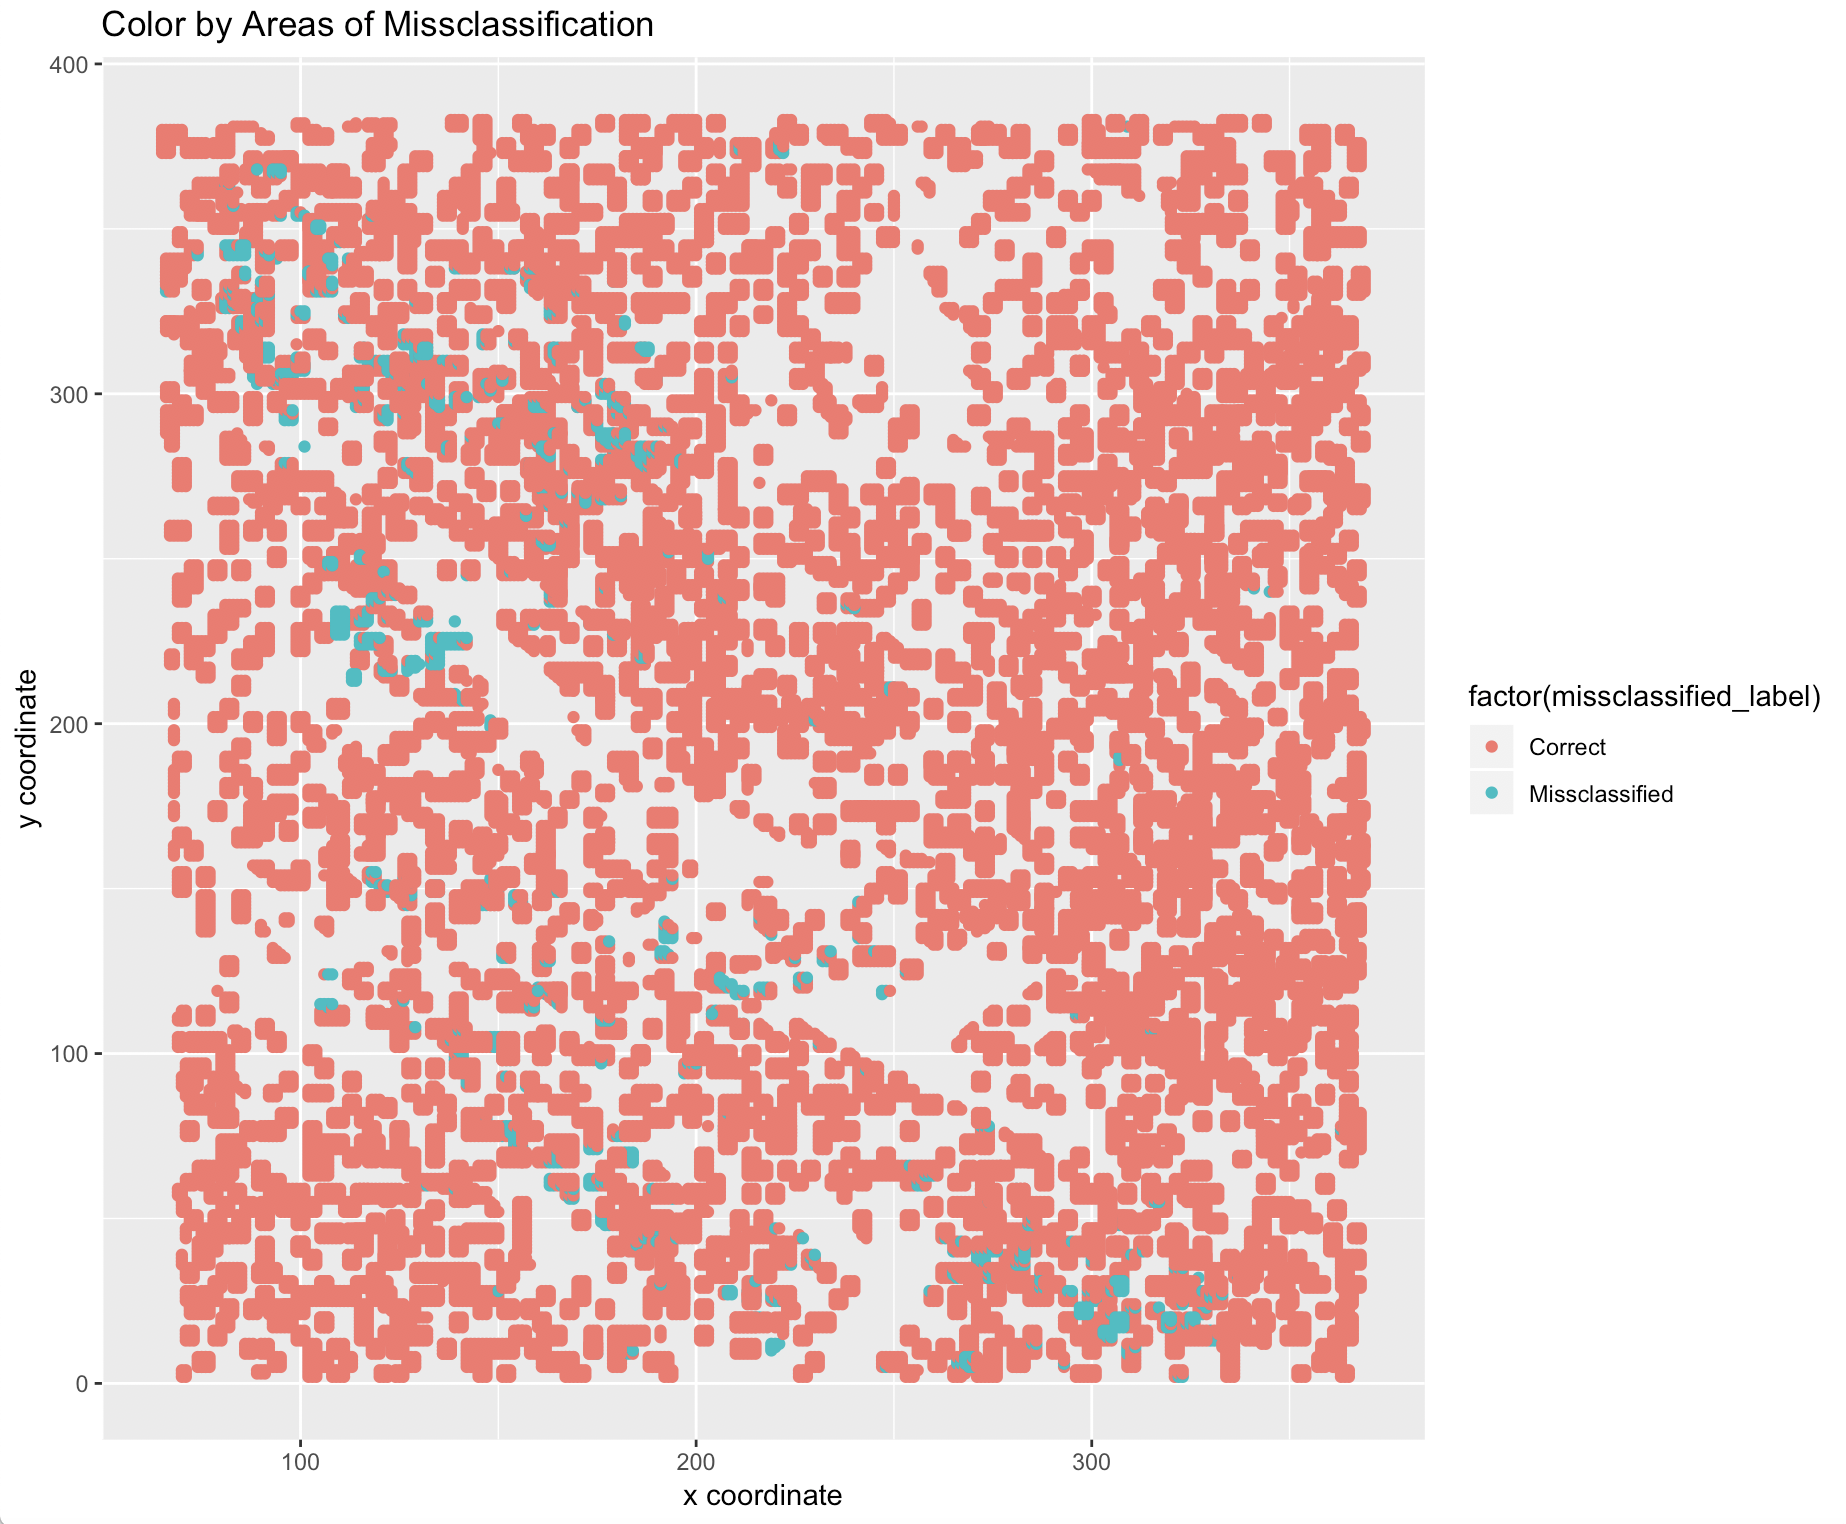 Color by Areas of Missclassification
400
300
200
100
0
y coordinate
100
200
300
x coordinate
factor(missclassified_label)
Correct
Missclassified